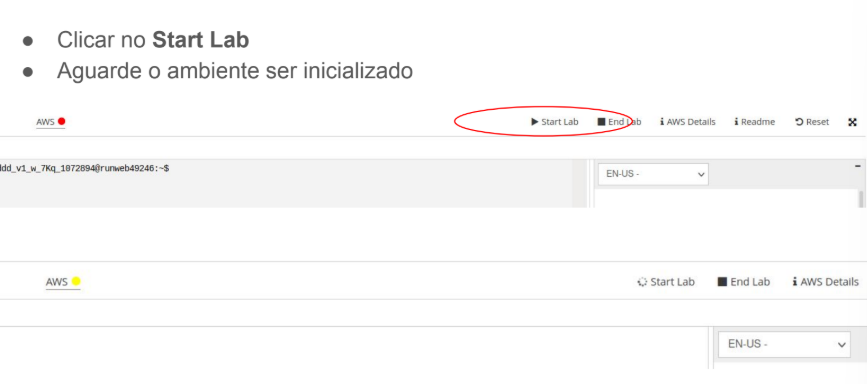 ● Clicar no Start Lab
● Aguarde o ambiente ser inicializado
AWS Start Lab End Lab i AWS Details i Readme Reset
ddd_v1_w_7Kq_1072894@runweb49246:~$ EN-US -
AWS Start Lab End Lab i AWS Details
EN-US -